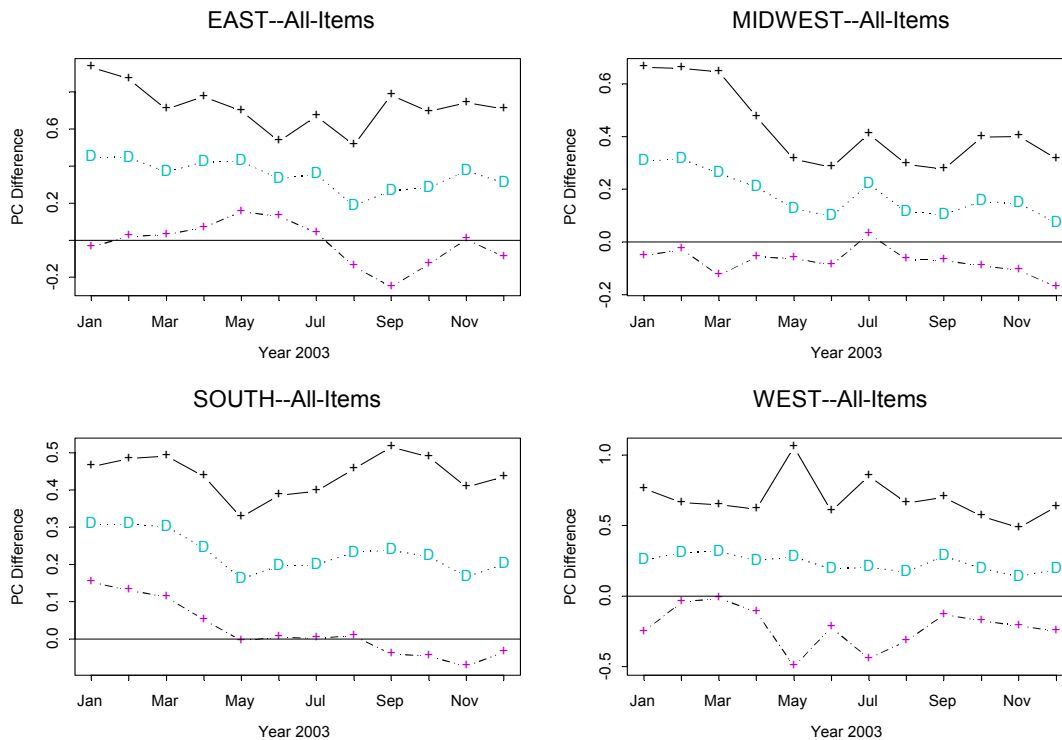 EAST--All-Items
PC Difference
-0.2 0.2 0.6
D D D D D D D D D D D D
Jan Mar May Jul Sep Nov
Year 2003
MIDWEST--All-Items
PC Difference
-0.2 0.0 0.2 0.4 0.6
D D D D D D D D D D D D
Jan Mar May Jul Sep Nov
Year 2003
SOUTH--All-Items
PC Difference
0.0 0.1 0.2 0.3 0.4 0.5
D D D D D D D D D D D D
Jan Mar May Jul Sep Nov
Year 2003
WEST--All-Items
PC Difference
-0.5 0.0 0.5 1.0
D D D D D D D D D D D D
Jan Mar May Jul Sep Nov
Year 2003